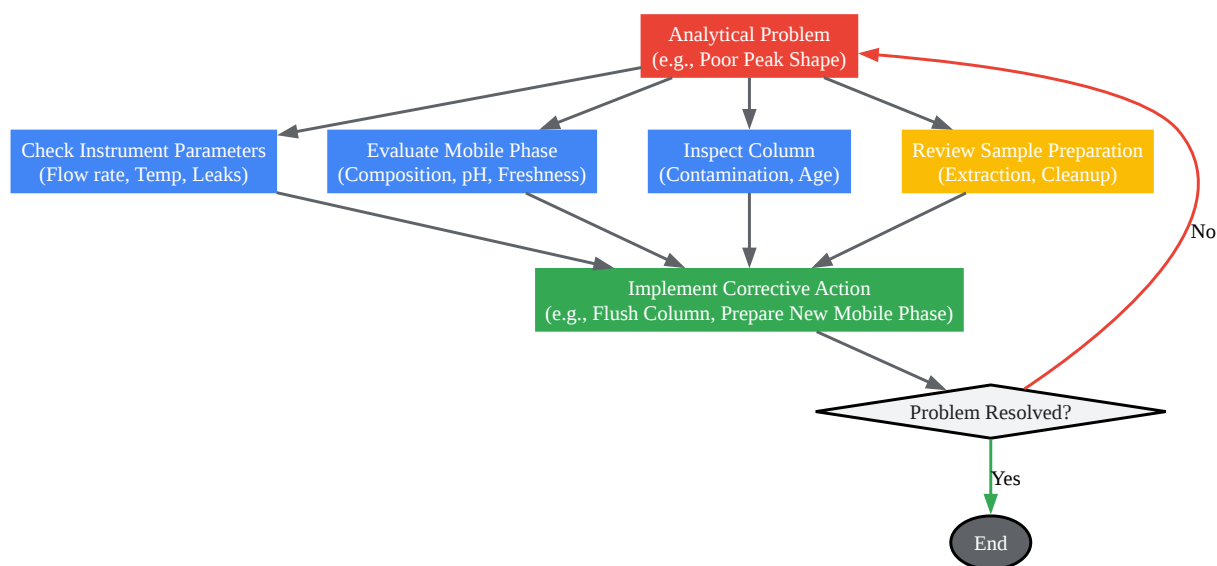 Analytical Problem
(e.g., Poor Peak Shape)
Check Instrument Parameters
(Flow rate, Temp, Leaks)
Evaluate Mobile Phase
(Composition, pH, Freshness)
Inspect Column
(Contamination, Age)
Review Sample Preparation
(Extraction, Cleanup)
No
Implement Corrective Action
(e.g., Flush Column, Prepare New Mobile Phase)
Problem Resolved?
Yes
End